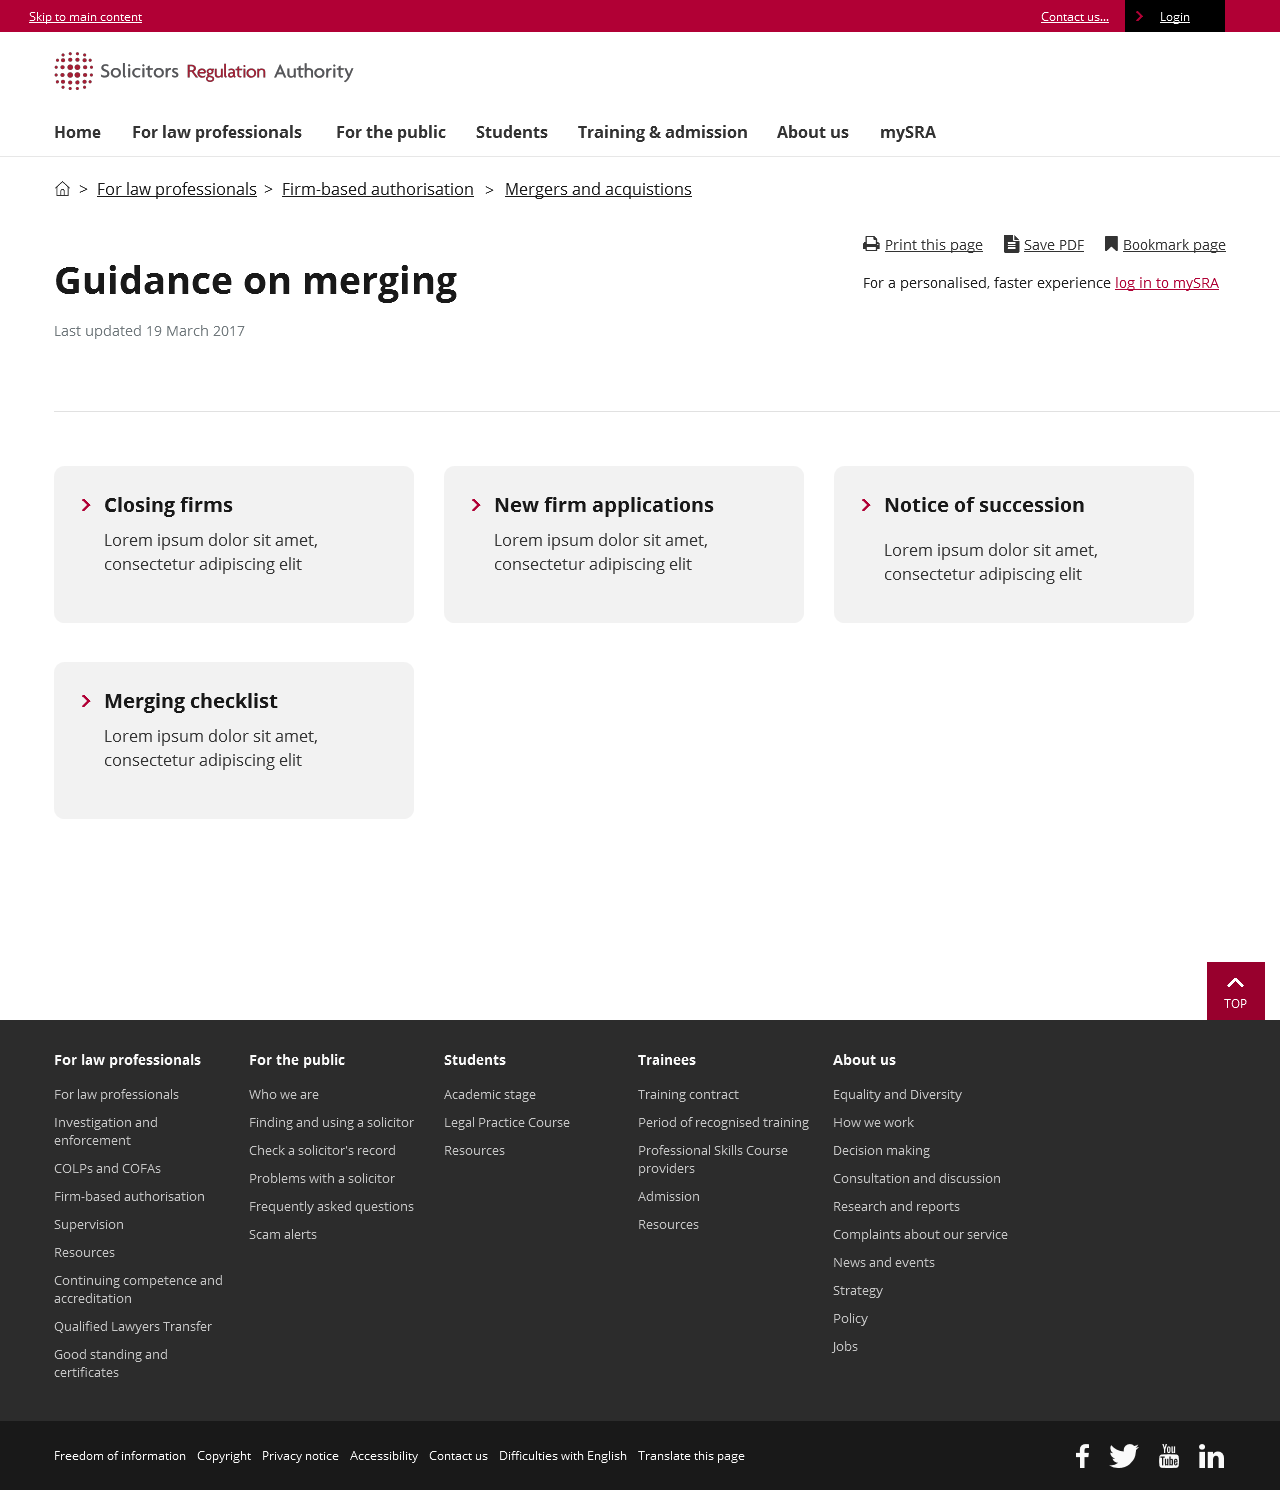 Skip to main content
Contact us...
Login
Solicitors Regulation Authority
Home For law professionals For the public Students Training & admission About us mySRA
> For law professionals > Firm-based authorisation > Mergers and acquistions
Print this page Save PDF Bookmark page
Guidance on merging
For a personalised, faster experience log in to mySRA
Last updated 19 March 2017
Closing firms
Lorem ipsum dolor sit amet,
consectetur adipiscing elit
New firm applications
Lorem ipsum dolor sit amet,
consectetur adipiscing elit
Notice of succession
Lorem ipsum dolor sit amet,
consectetur adipiscing elit
Merging checklist
Lorem ipsum dolor sit amet,
consectetur adipiscing elit
TOP
For law professionals
For law professionals
Investigation and
enforcement
COLPs and COFAs
Firm-based authorisation
Supervision
Resources
Continuing competence and
accreditation
Qualified Lawyers Transfer
Good standing and
certificates
For the public
Who we are
Finding and using a solicitor
Check a solicitor's record
Problems with a solicitor
Frequently asked questions
Scam alerts
Students
Academic stage
Legal Practice Course
Resources
Trainees
Training contract
Period of recognised training
Professional Skills Course
providers
Admission
Resources
About us
Equality and Diversity
How we work
Decision making
Consultation and discussion
Research and reports
Complaints about our service
News and events
Strategy
Policy
Jobs
Freedom of information Copyright Privacy notice Accessibility Contact us Difficulties with English Translate this page
You
Tube
in